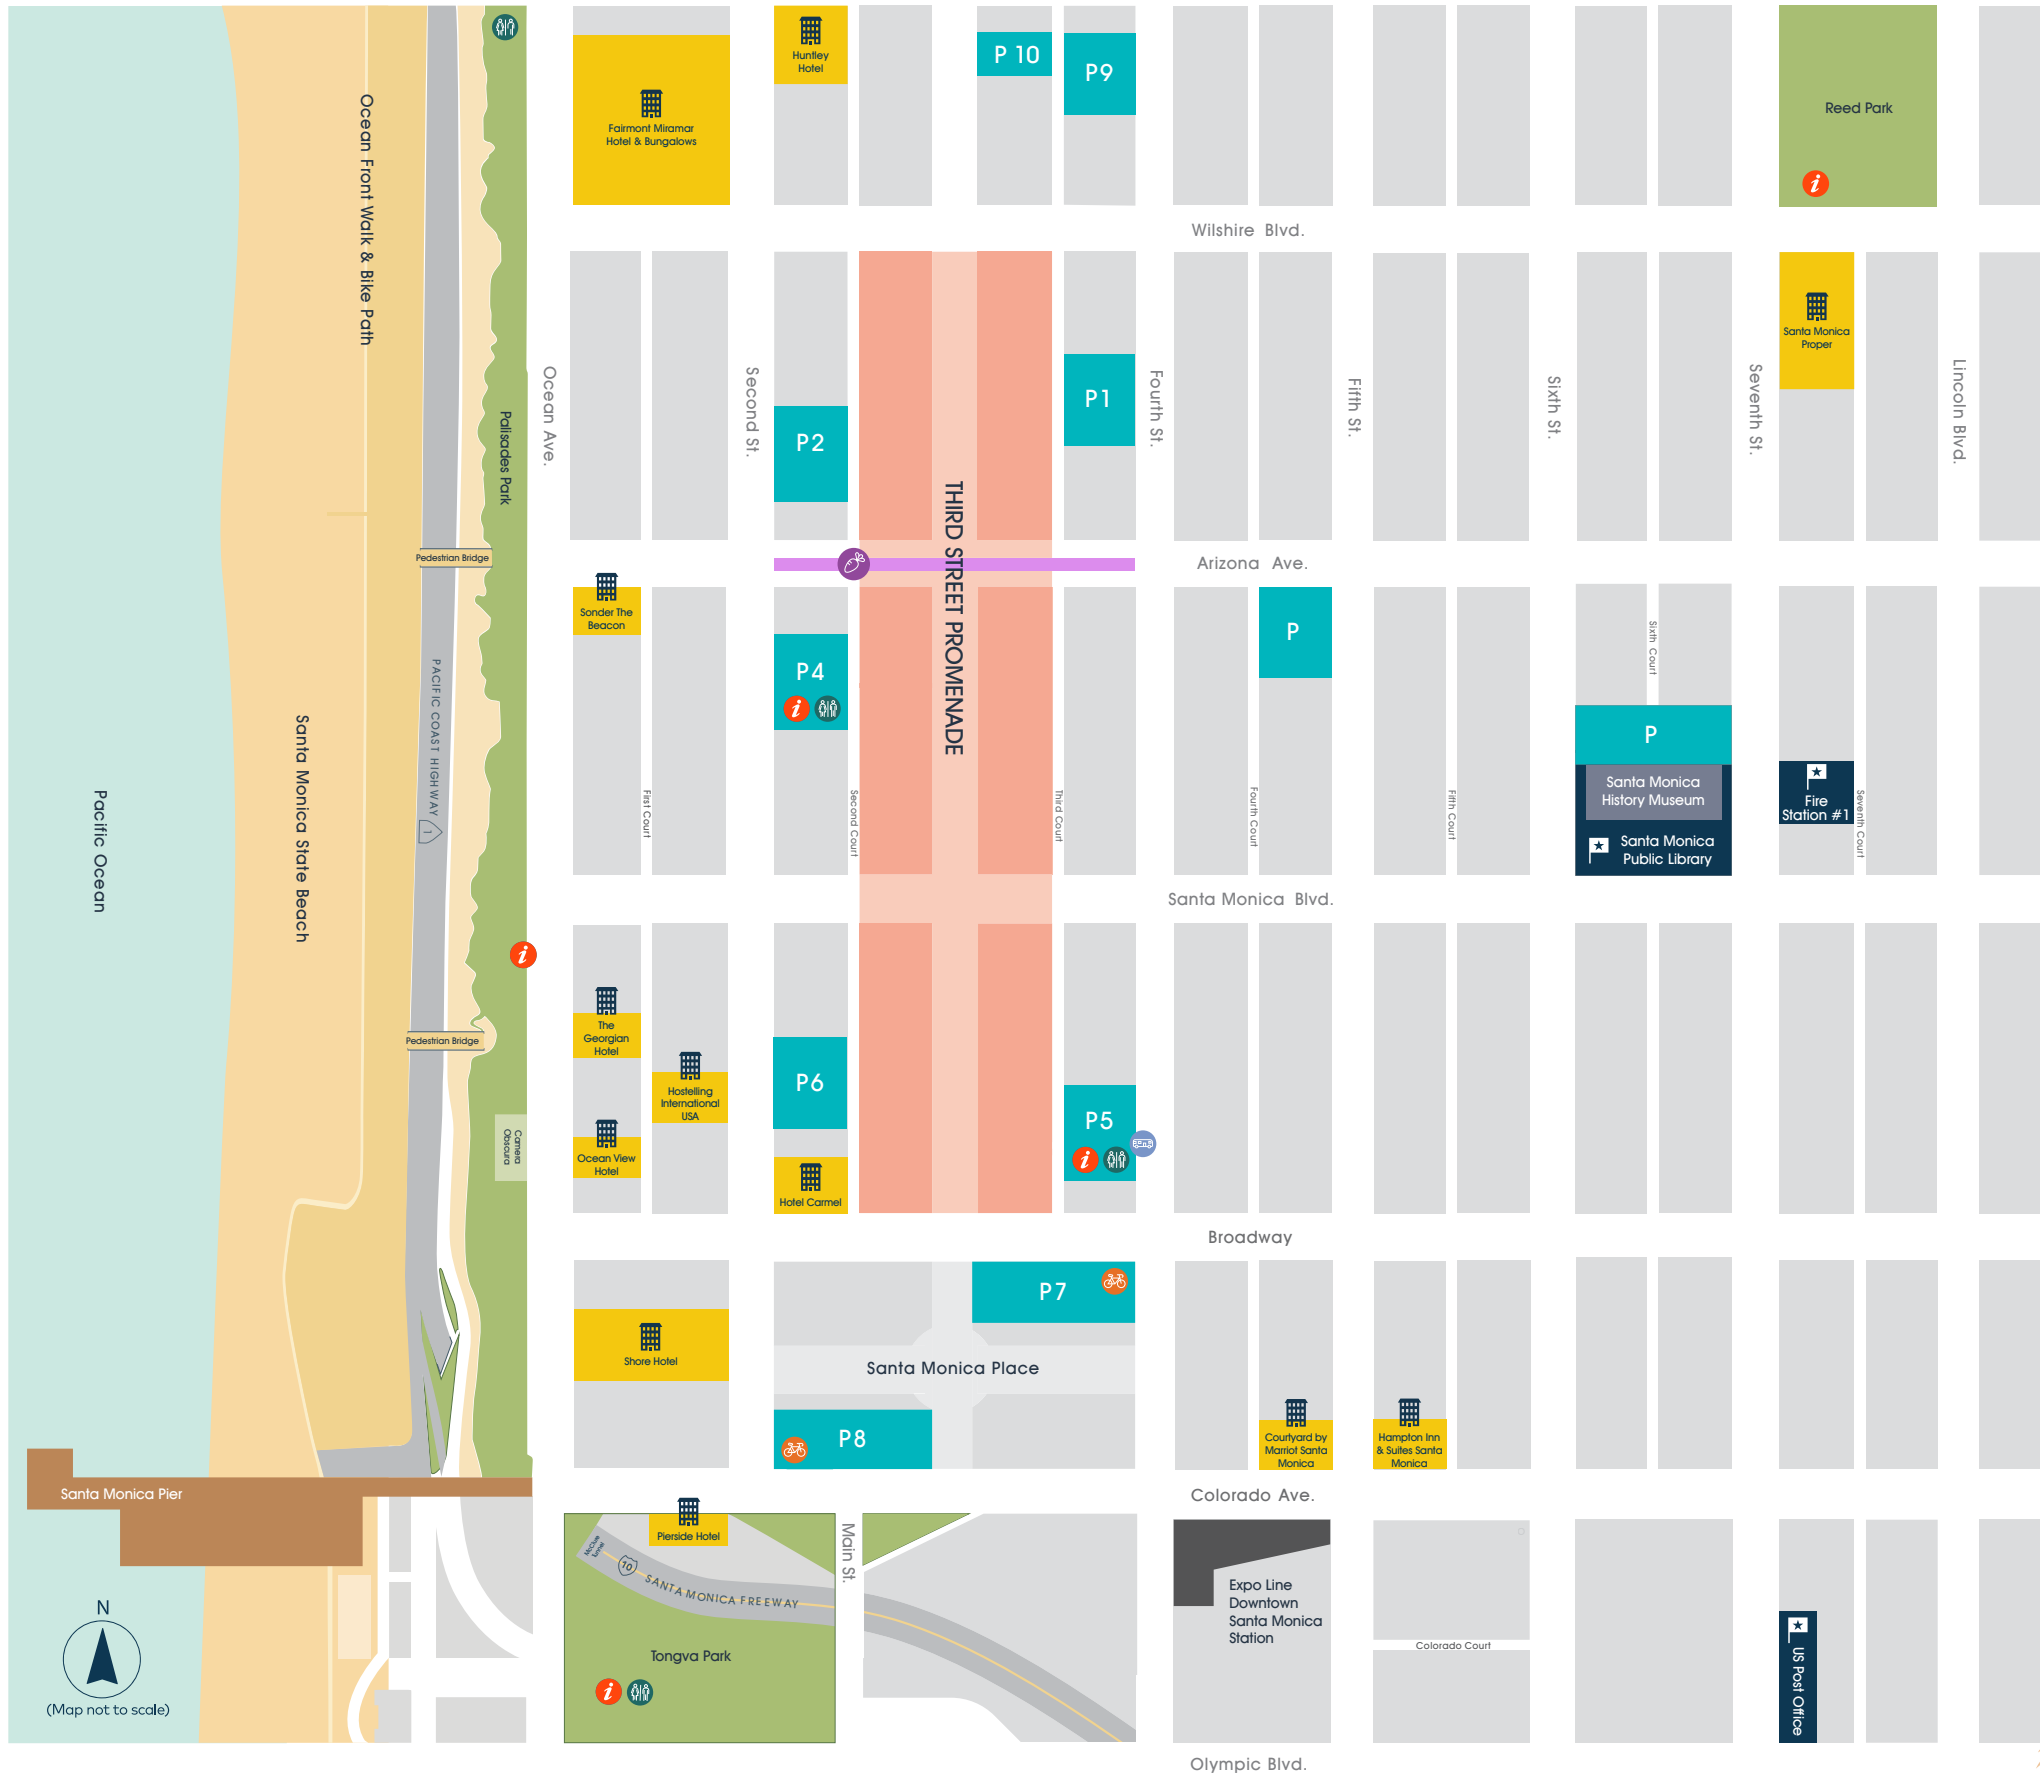 Huntley
Hotel
P 10
P9
Fairmont Miramar
Hotel & Bungalows
Reed Park
Ocean Front Walk & Bike Path
Wilshire Blvd.
Santa Monica
Proper
Ocean Ave.
Second St.
Fourth St.
Fifth St.
Sixth St.
Seventh St.
Lincoln Blvd.
P1
P2
Palisades Park
THIRD STREET PROMENADE
Pedestrian Bridge
Arizona Ave.
Sonder The
Beacon
P
Sixth Court
P4
PACIFIC COAST HIGHWAY
1
Santa Monica State Beach
Pacific Ocean
P
Santa Monica
History Museum
Santa Monica
Public Library
Fire
Station #1
First Court
Second Court
Third Court
Fourth Court
Fifth Court
Seventh Court
Santa Monica Blvd.
The
Georgian
Hotel
Pedestrian Bridge
Hostelling
International
USA
P6
P5
Camera
Obscura
Ocean View
Hotel
Hotel Carmel
Broadway
P7
Shore Hotel
Santa Monica Place
P8
Courtyard by
Marriot Santa
Monica
Hampton Inn
& Suites Santa
Monica
Santa Monica Pier
Colorado Ave.
Pierside Hotel
Main St.
McClure
Tunnel
10
SANTA MONICA FREEWAY
Expo Line
Downtown
Santa Monica
Station
Colorado Court
N
(Map not to scale)
Tongva Park
US Post Office
Olympic Blvd.